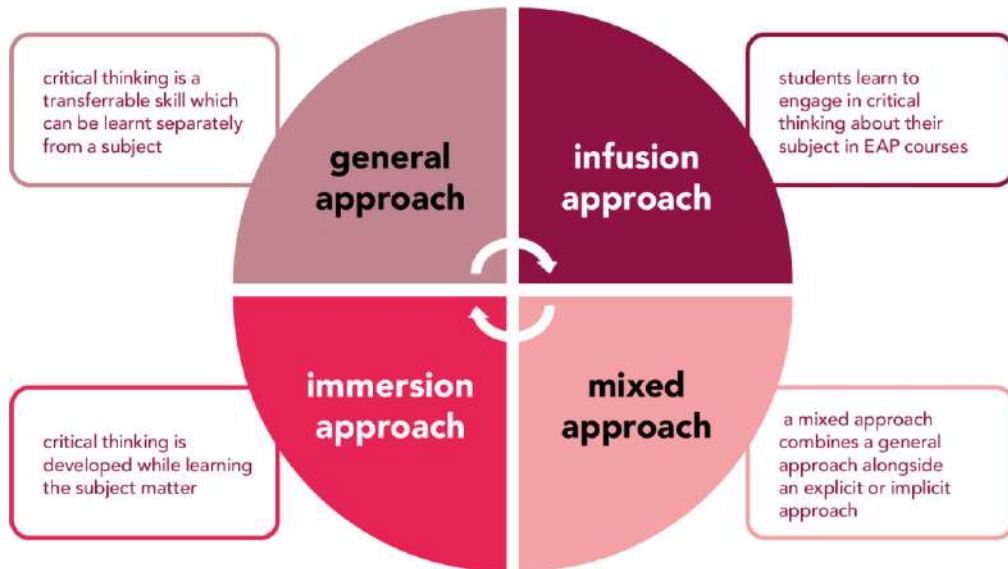 critical thinking is a
transferrable skill which
can be learnt separately
from a subject
general
approach
infusion
approach
students learn to
engage in critical
thinking about their
subject in EAP courses
critical thinking is
developed while learning
the subject matter
immersion
approach
mixed
approach
a mixed approach
combines a general
approach alongside
an explicit or implicit
approach